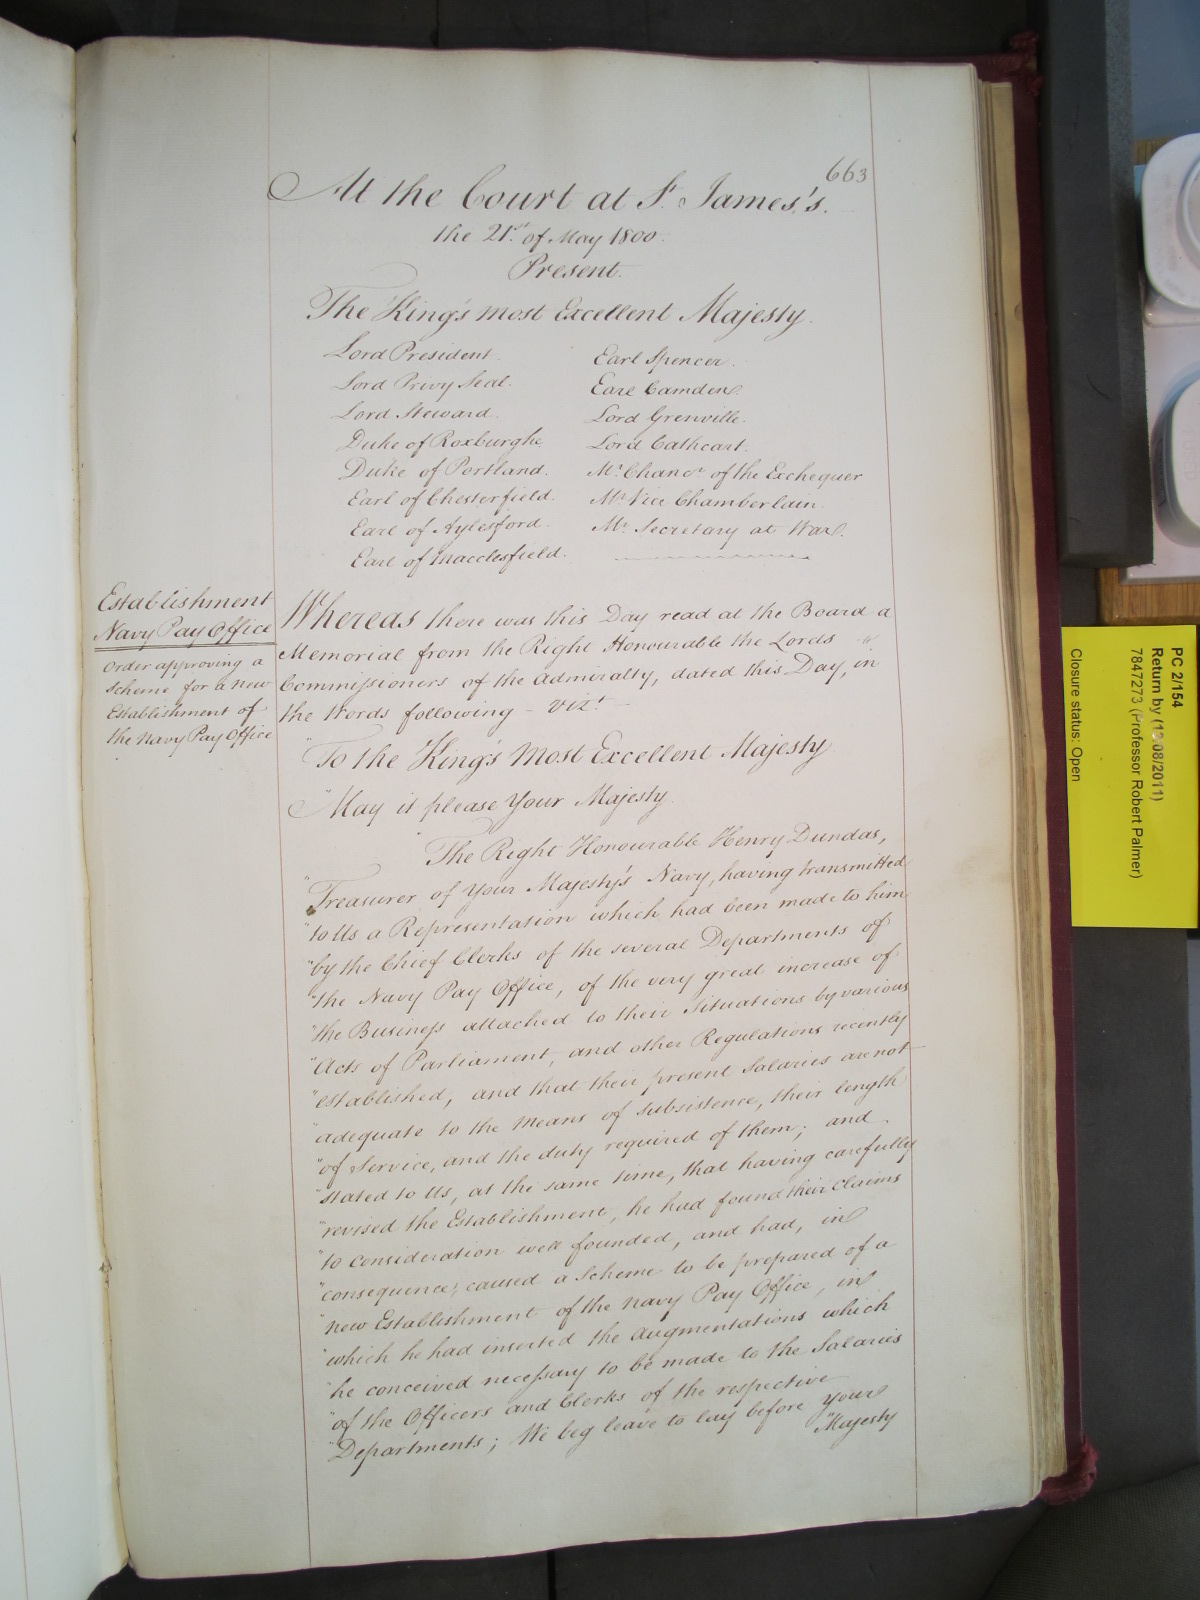 663
At the Court at St. James's.
the 21st. of May 1800.
Present.
The King's most Excellent Majesty.
Lord President.
Lord Privy Seal.
Lord Steward.
Duke of Roxburghe
Duke of Portland.
Earl of Chesterfield.
Earl of Aylesford.
Earl of Macclesfield.
Earl Spencer.
Earl Camden
Lord Grenville.
Lord Cathcart.
Mr. Chancr. of the Exchequer
Mr. Vice Chamberlain.
Mr. Secretary at War.
Establishment
Navy Pay Office
Order approving a
Scheme for a New
Establishment of
the Navy Pay Office
Whereas there was this Day read at the Board a
Memorial from the Right Honourable the Lords
Commissioners of the Admiralty, dated this Day, in
the Words following – Vizt. –
"To the King's Most Excellent Majesty
"May it please Your Majesty.
"The Right Honourable Henry Dundas,
"Treasurer of Your Majesty's Navy, having transmitted
"to Us a Representation which had been made to him
"by the Chief Clerks of the several Departments of
"the Navy Pay Office, of the very great increase of
"the Business attached to their Situations by various
"Acts of Parliament, and other Regulations recently
"established, and that their present Salaries are not
"adequate to the Means of subsistence, their length
"of Service, and the duty required of them; and
"stated to Us, at the same time, that having carefully
"revised the Establishment, he had found their Claims
"to consideration well founded, and had, in
"consequence, caused a Scheme to be prepared of a
"new Establishment of the Navy Pay Office, in
"which he had inserted the augmentations which
"he conceived necessary to be made to the Salaries
"of the Officers and Clerks of the respective
"Departments; We beg leave to lay before Your
"Majesty
PC 2/154
Return by (12/08/2011)
7847273 (Professor Robert Palmer)
Closure status: Open